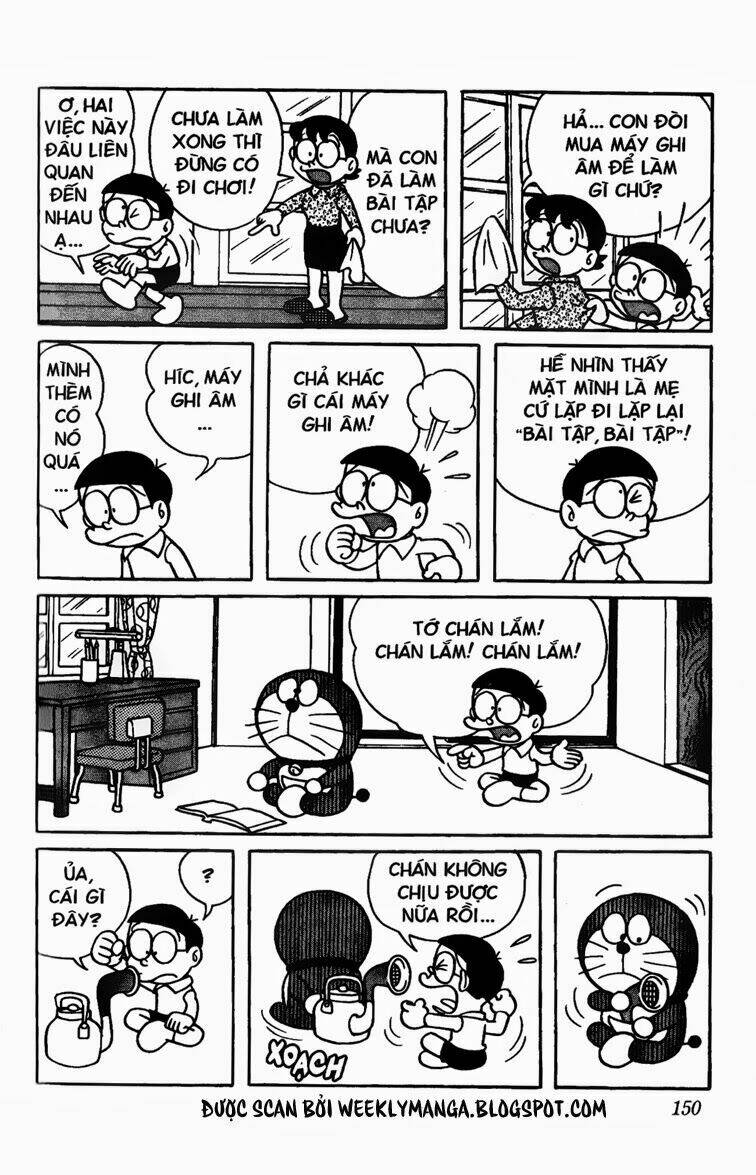 HẢ... CON ĐÒI
MUA MÁY GHI
ÂM ĐỂ LÀM
GÌ CHỨ?
MÀ CON
ĐÃ LÀM
BÀI TẬP
CHƯA?
CHƯA LÀM
XONG THÌ
ĐỪNG CÓ
ĐI CHƠI!
Ơ, HAI
VIỆC NÀY
ĐÂU LIÊN
QUAN
ĐẾN
NHAU
Ạ...
HỄ NHÌN THẤY
MẶT MÌNH LÀ MẸ
CỨ LẶP ĐI LẶP LẠI
"BÀI TẬP, BÀI TẬP"!
CHẢ KHÁC
GÌ CÁI MÁY
GHI ÂM!
HÍC, MÁY
GHI ÂM
...
MÌNH
THÈM
CÓ
NÓ
QUÁ
...
TỚ CHÁN LẮM!
CHÁN LẮM! CHÁN LẮM!
CHÁN KHÔNG
CHỊU ĐƯỢC
NỮA RỒI...
XOẠCH
?
ỦA,
CÁI GÌ
ĐÂY?
ĐƯỢC SCAN BỞI WEEKLYMANGA.BLOGSPOT.COM
150